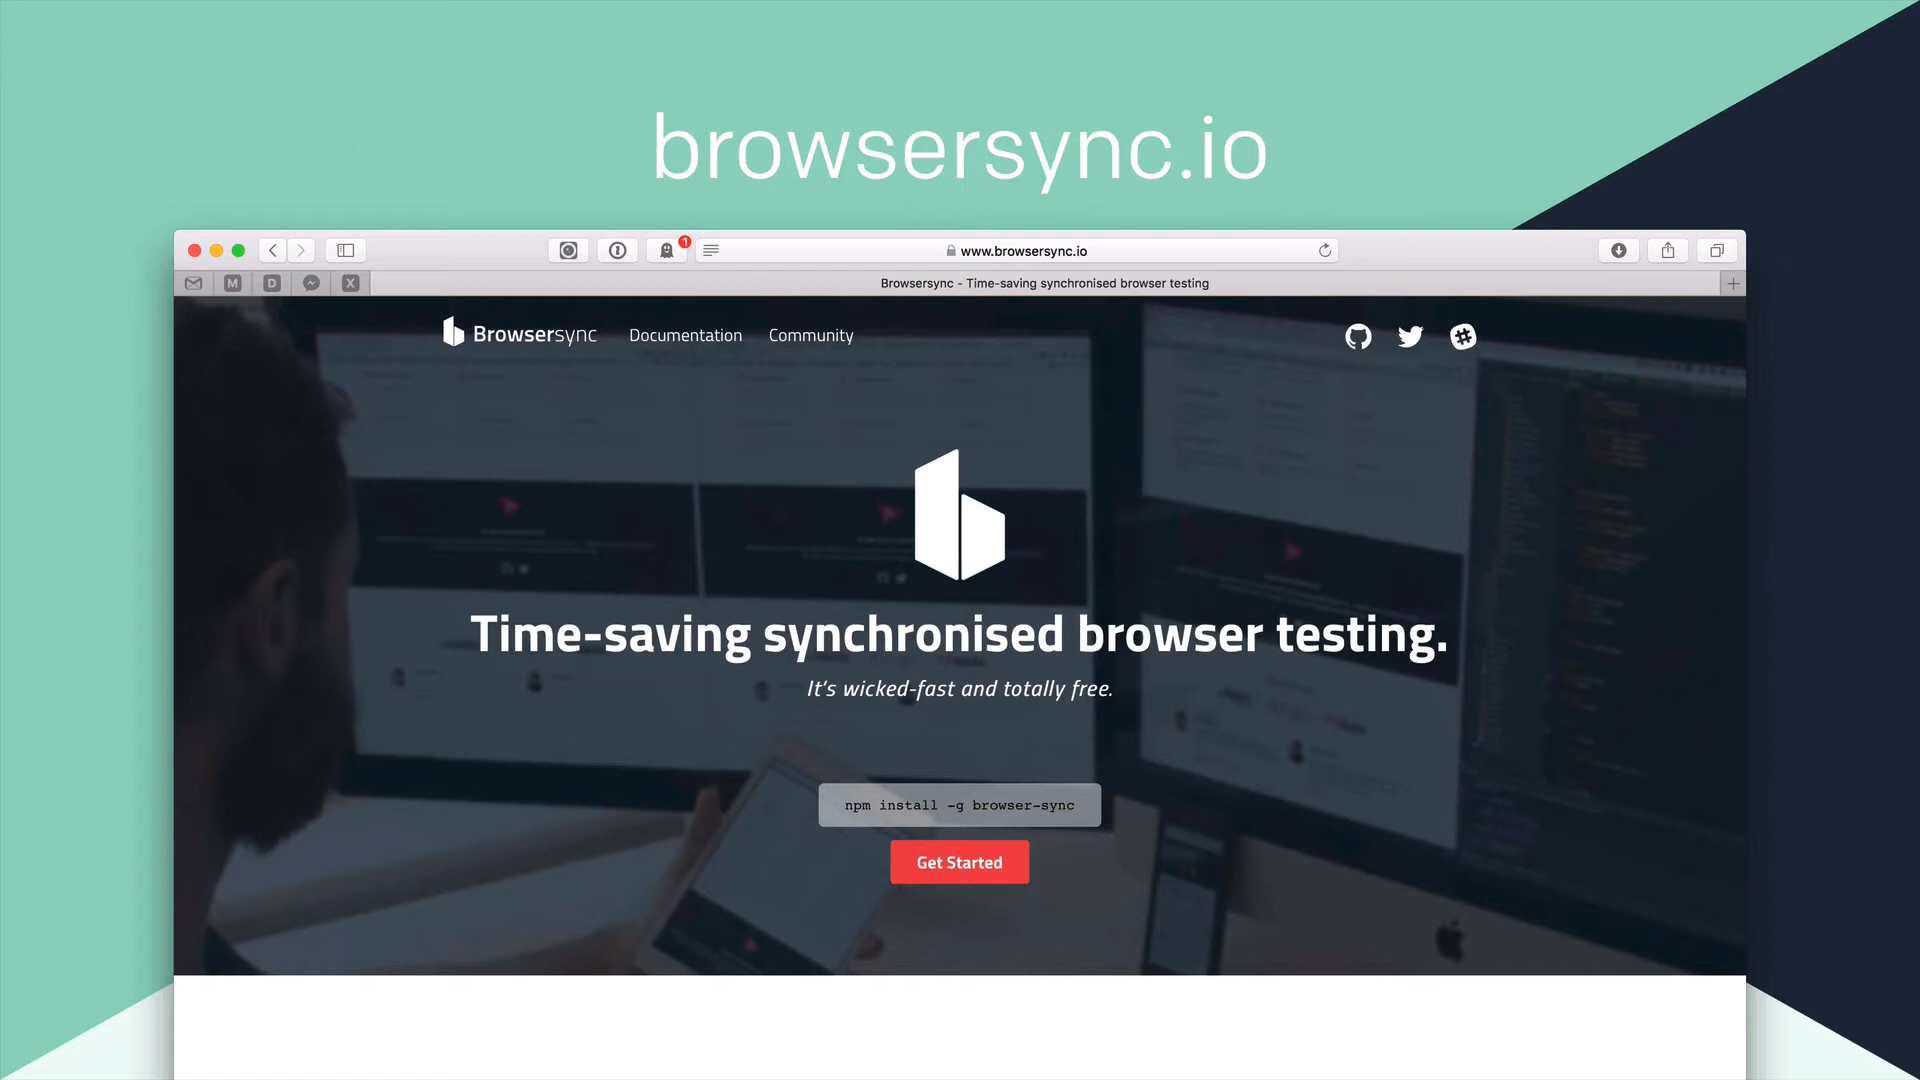 browsersync.io
1
www.browsersync.io
M
D
X
Browsersync - Time-saving synchronised browser testing
Browsersync
Documentation
Community
Time-saving synchronised browser testing.
It's wicked-fast and totally free.
npm install -g browser-sync
Get Started